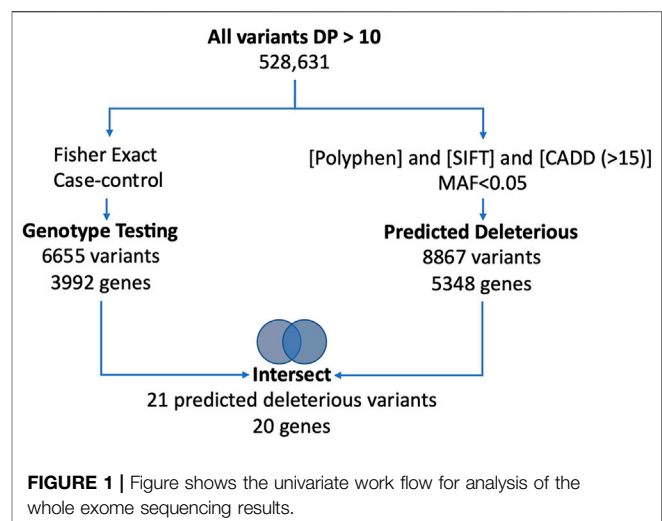 All variants DP > 10
528,631
Fisher Exact
Case-control
Genotype Testing
6655 variants
3992 genes
[Polyphen] and [SIFT] and [CADD (>15)]
MAF<0.05
Predicted Deleterious
8867 variants
5348 genes
Intersect
21 predicted deleterious variants
20 genes
FIGURE 1 | Figure shows the univariate work flow for analysis of the
whole exome sequencing results.